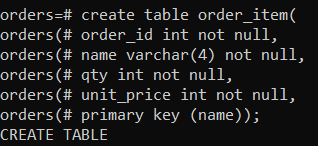 orders=# create table order_item(
orders(# order_id int not null,
orders(# name varchar(4) not null,
orders(# qty int not null,
orders(# unit_price int not null,
orders(# primary key (name));
CREATE TABLE